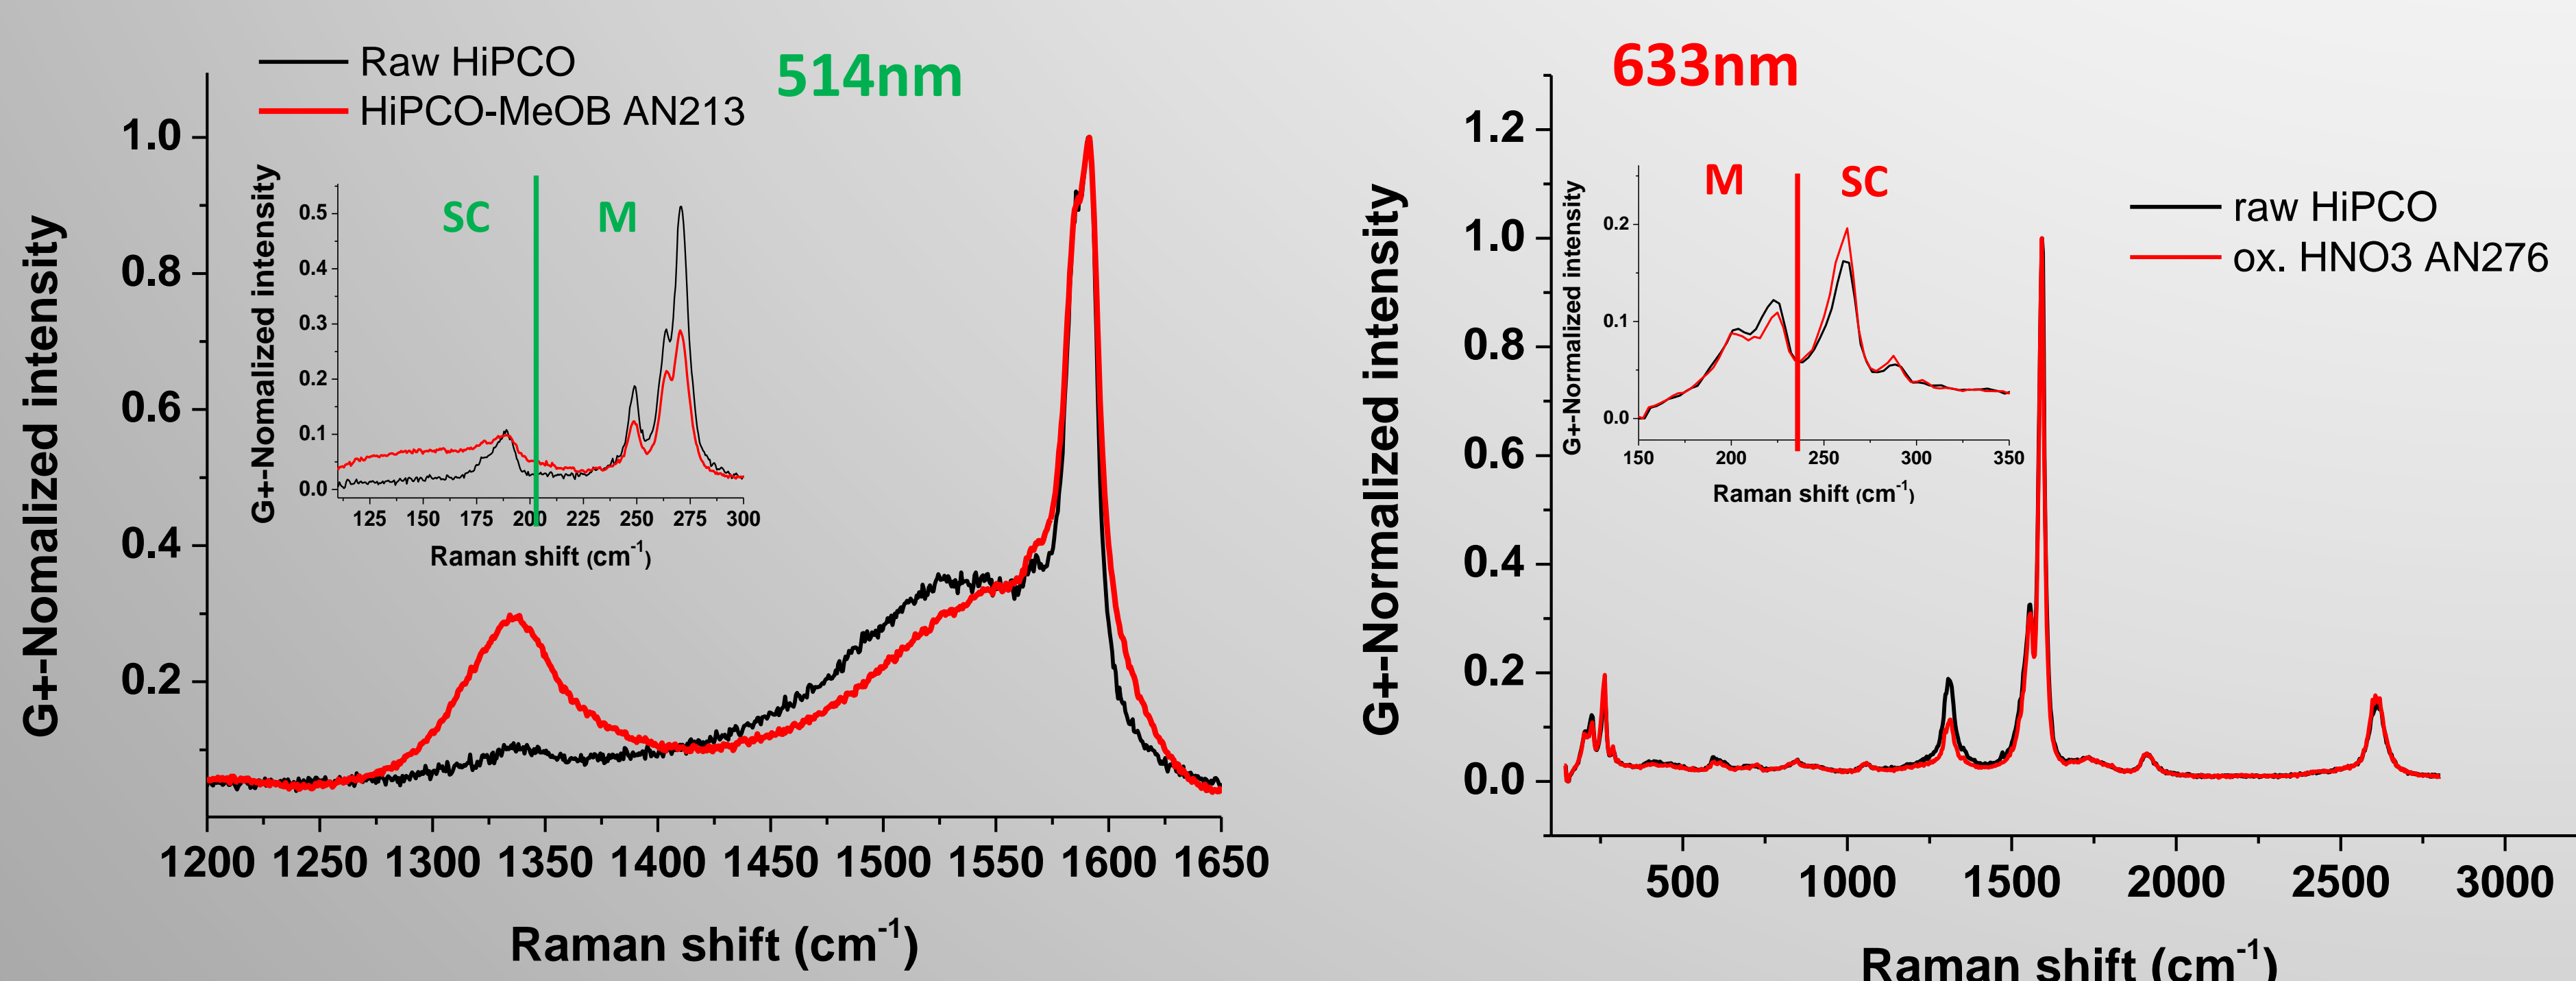 Raw HiPCO
HiPCO-MeOB AN213
514nm
G+-Nomalized intensity
1.0
0.8
0.6
0.4
0.2
G+-Nomalized intensity
0.5
0.4
0.3
0.2
0.1
0.0
SC
M
125 150 175 200 225 250 275 300
Raman shift (cm-1)
1200 1250 1300 1350 1400 1450 1500 1550 1600 1650
Raman shift (cm-1)
633nm
G+-Normalized intensity
1.2
1.0
0.8
0.6
0.4
0.2
0.0
M
SC
G+-Normalized intensity
0.2
0.1
0.0
150 200 250 300 350
Raman shift (cm-1)
raw HiPCO
ox. HNO3 AN276
500 1000 1500 2000 2500 3000
Raman shift (cm-1)